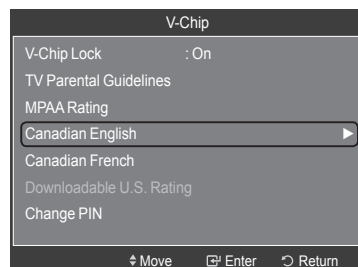 V-Chip
V-Chip Lock : On
TV Parental Guidelines
MPAA Rating
Canadian English
Canadian French
Downloadable U.S. Rating
Change PIN
Move Enter Return